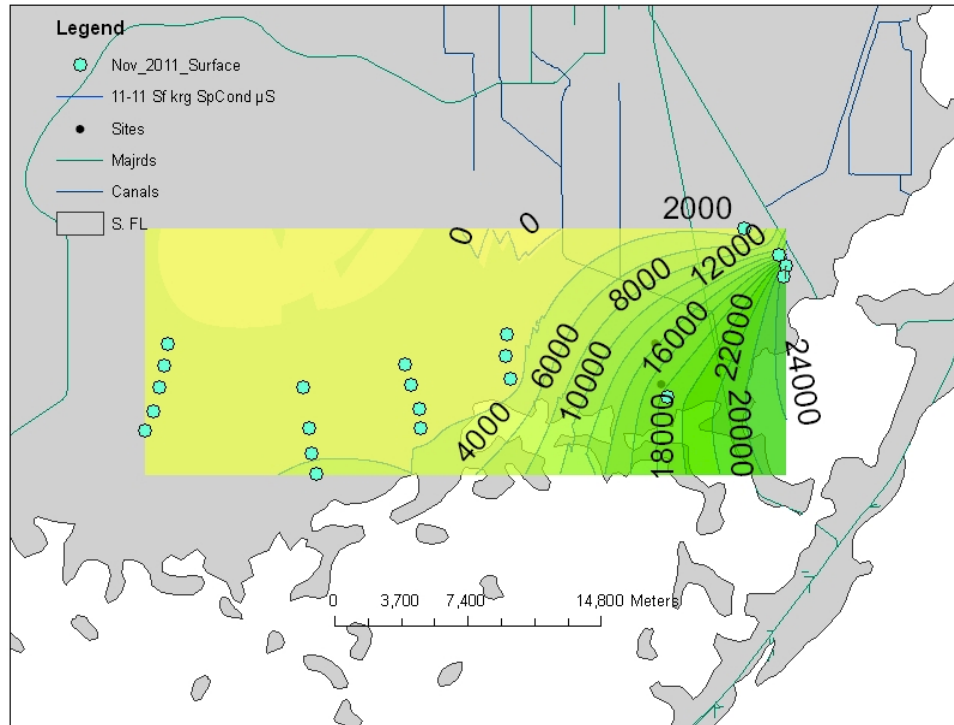 Legend
Nov_2011_Surface
11-11 Sf krg SpCond µS
Sites
Majrds
Canals
S. FL
0
0
2000
12000
8000
6000
16000
22000
24000
10000
4000
18000
20000
0 3,700 7,400 14,800 Meters